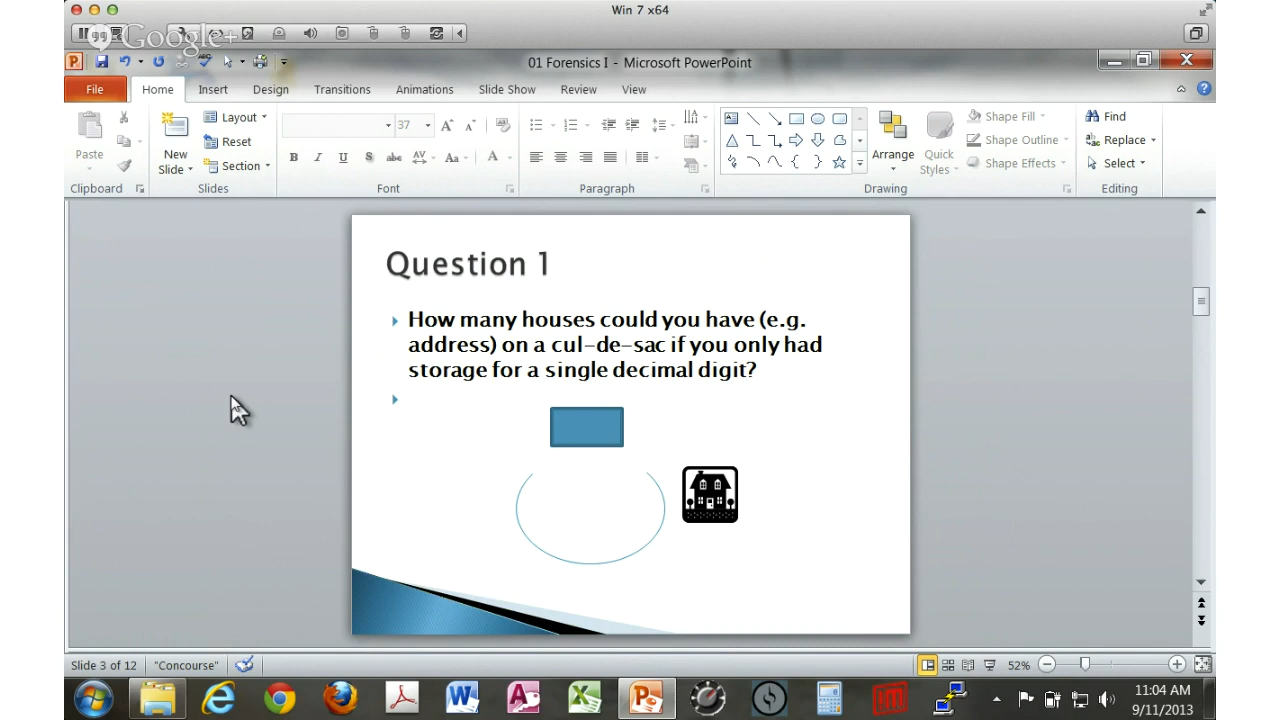 Win 7 x64
Google+
01 Forensics I - Microsoft PowerPoint
File Home Insert Design Transitions Animations Slide Show Review View
Paste
New
Slide
Layout
Reset
Section
37
B I U S abc AV Aa A
Arrange
Quick
Styles
Shape Fill
Shape Outline
Shape Effects
Find
Replace
Select
Clipboard Slides Font Paragraph Drawing Editing
Question 1
How many houses could you have (e.g.
address) on a cul-de-sac if you only had
storage for a single decimal digit?
Slide 3 of 12 "Concourse" 52%
11:04 AM
9/11/2013